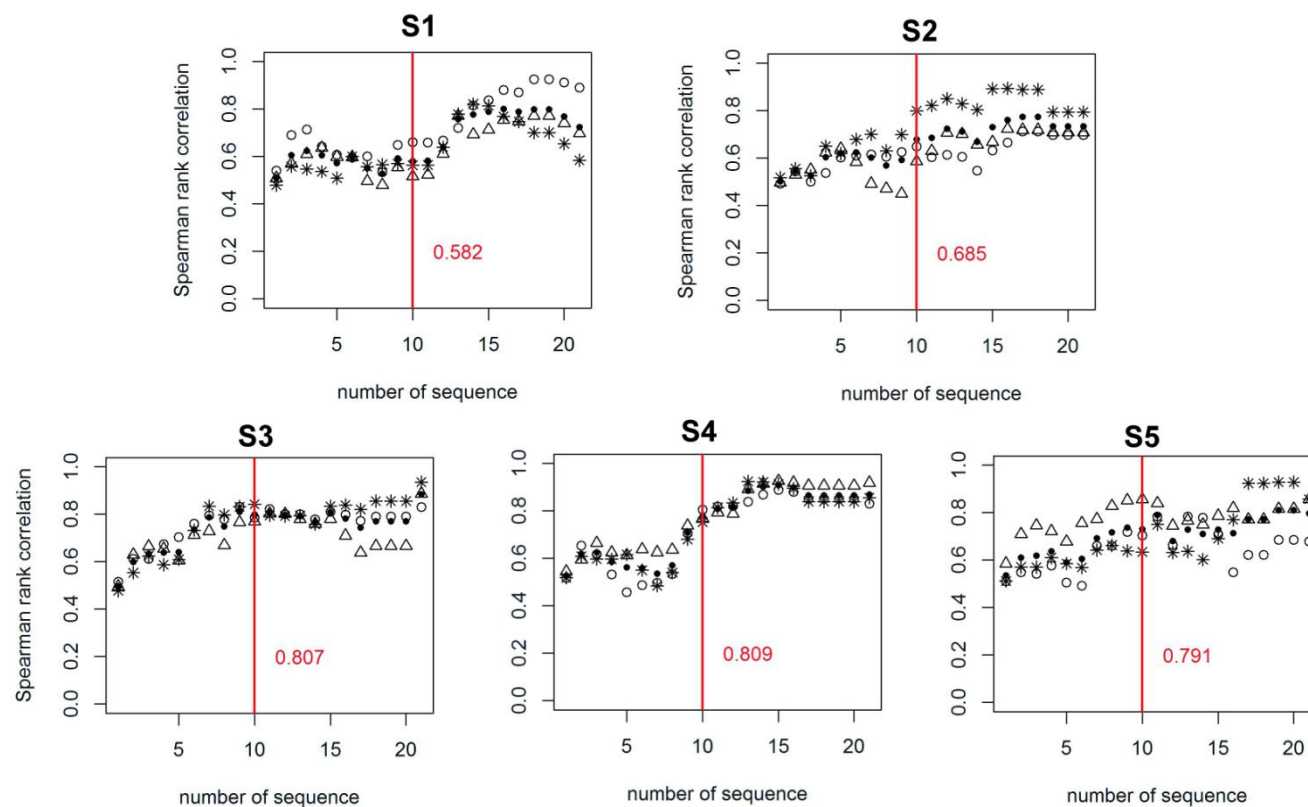 S1
S2
Spearman rank correlation
0.0 0.2 0.4 0.6 0.8 1.0
0.582
5 10 15 20
number of sequence
Spearman rank correlation
0.0 0.2 0.4 0.6 0.8 1.0
0.685
5 10 15 20
number of sequence
S3
S4
S5
Spearman rank correlation
0.0 0.2 0.4 0.6 0.8 1.0
0.807
5 10 15 20
number of sequence
0.0 0.2 0.4 0.6 0.8 1.0
0.809
5 10 15 20
number of sequence
0.0 0.2 0.4 0.6 0.8 1.0
0.791
5 10 15 20
number of sequence